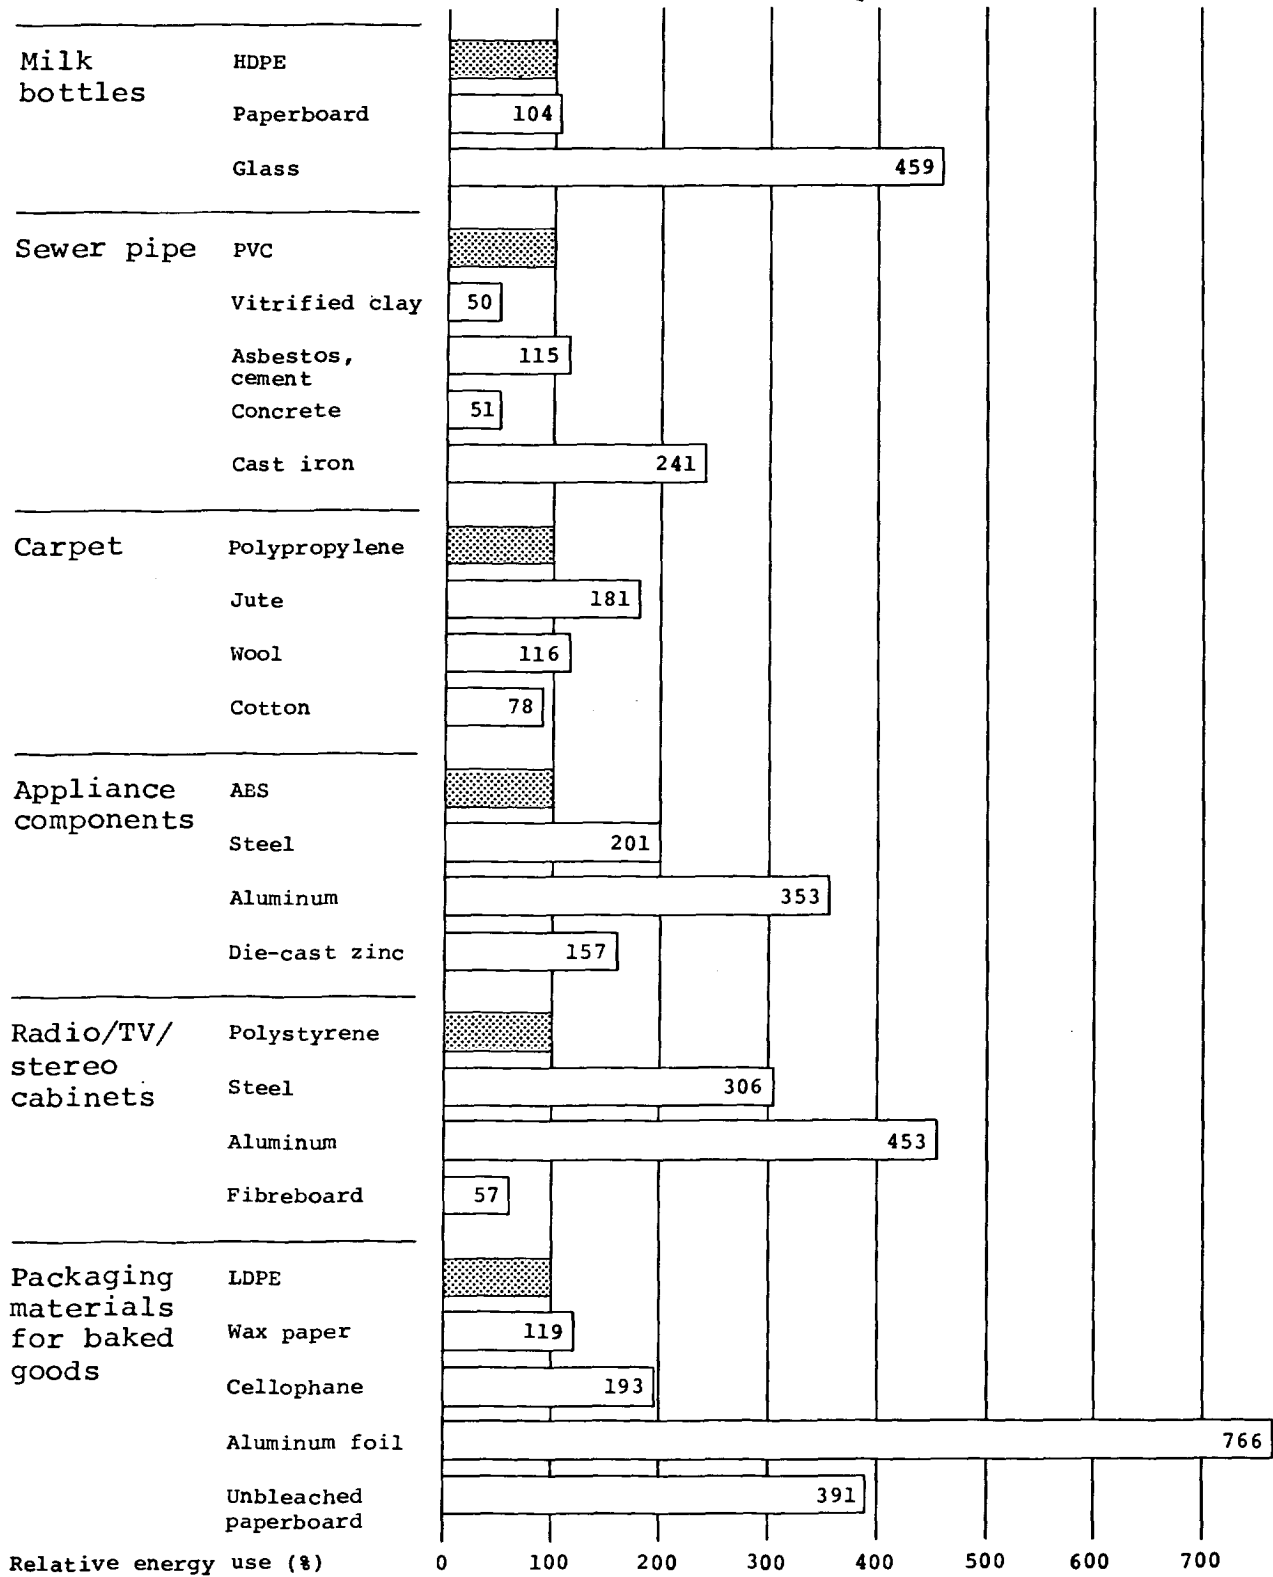 Milk
bottles
HDPE
Paperboard 104
Glass 459
Sewer pipe PVC
Vitrified clay 50
Asbestos,
cement 115
Concrete 51
Cast iron 241
Carpet Polypropylene
Jute 181
Wool 116
Cotton 78
Appliance
components
ABS
Steel 201
Aluminum 353
Die-cast zinc 157
Radio/TV/
stereo
cabinets
Polystyrene
Steel 306
Aluminum 453
Fibreboard 57
Packaging
materials
for baked
goods
LDPE
Wax paper 119
Cellophane 193
Aluminum foil 766
Unbleached
paperboard 391
Relative energy use (%) 0 100 200 300 400 500 600 700